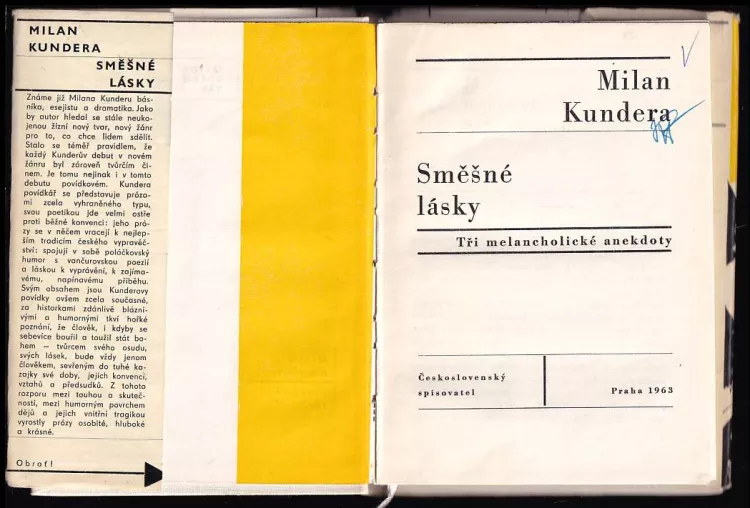 MILAN
KUNDERA
SMĚŠNÉ
LÁSKY
Známe již Milana Kunderu bás-
níka, esejistu a dramatika. Jako
by autor hledal se stále neuko-
jenou žízní nový tvar, nový žánr
pro to, co chce lidem sdělit.
Stalo se téměř pravidlem, že
každý Kunderův debut v novém
žánru byl zároveň tvůrčím či-
nem. Je tomu nejinak i v tomto
debutu povídkovém. Kundera
povídkář se představuje próza-
mi zcela vyhraněného typu,
svou poetikou jde velmi ostře
proti běžné konvenci: jeho pró-
zy se v něčem vracejí k nejlep-
ším tradicím českého vypravěč-
ství: spojují v sobě poláčkovský
humor s vančurovskou poezií
a láskou k vyprávění, k zajíma-
vému, napínavému příběhu.
Svým obsahem jsou Kunderovy
povídky ovšem zcela současné,
za historkami zdánlivě blázni-
vými a humornými tkví hořké
poznání, že člověk, i kdyby se
sebevíce bouřil a toužil stát bo-
hem – tvůrcem svého osudu,
svých lásek, bude vždy jenom
člověkem, sevřeným do tuhé ka-
zajky své doby, jejích konvencí,
vztahů a předsudků. Z tohoto
rozporu mezi touhou a skuteč-
ností, mezi humorným povrchem
dějů a jejich vnitřní tragikou
vyrostly prózy osobité, hluboké
a krásné.
Obrať!
Milan
Kundera
Směšné
lásky
Tři melancholické anekdoty
Československý
spisovatel
Praha 1963